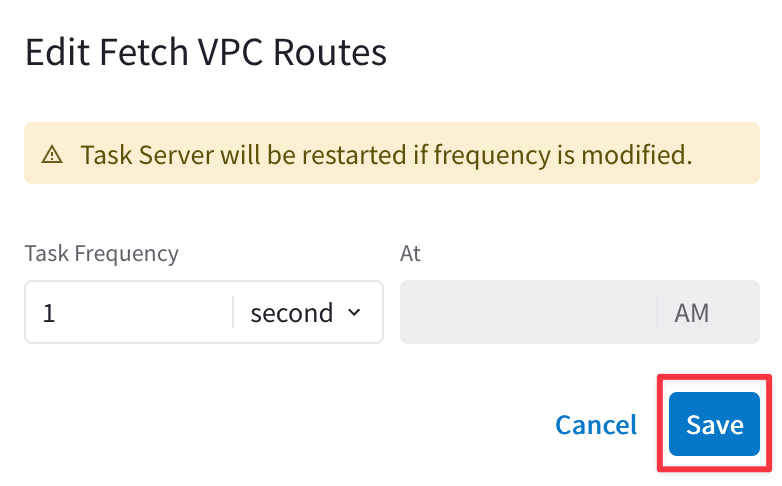 Edit Fetch VPC Routes
Task Server will be restarted if frequency is modified.
Task Frequency At
1 second AM
Cancel Save